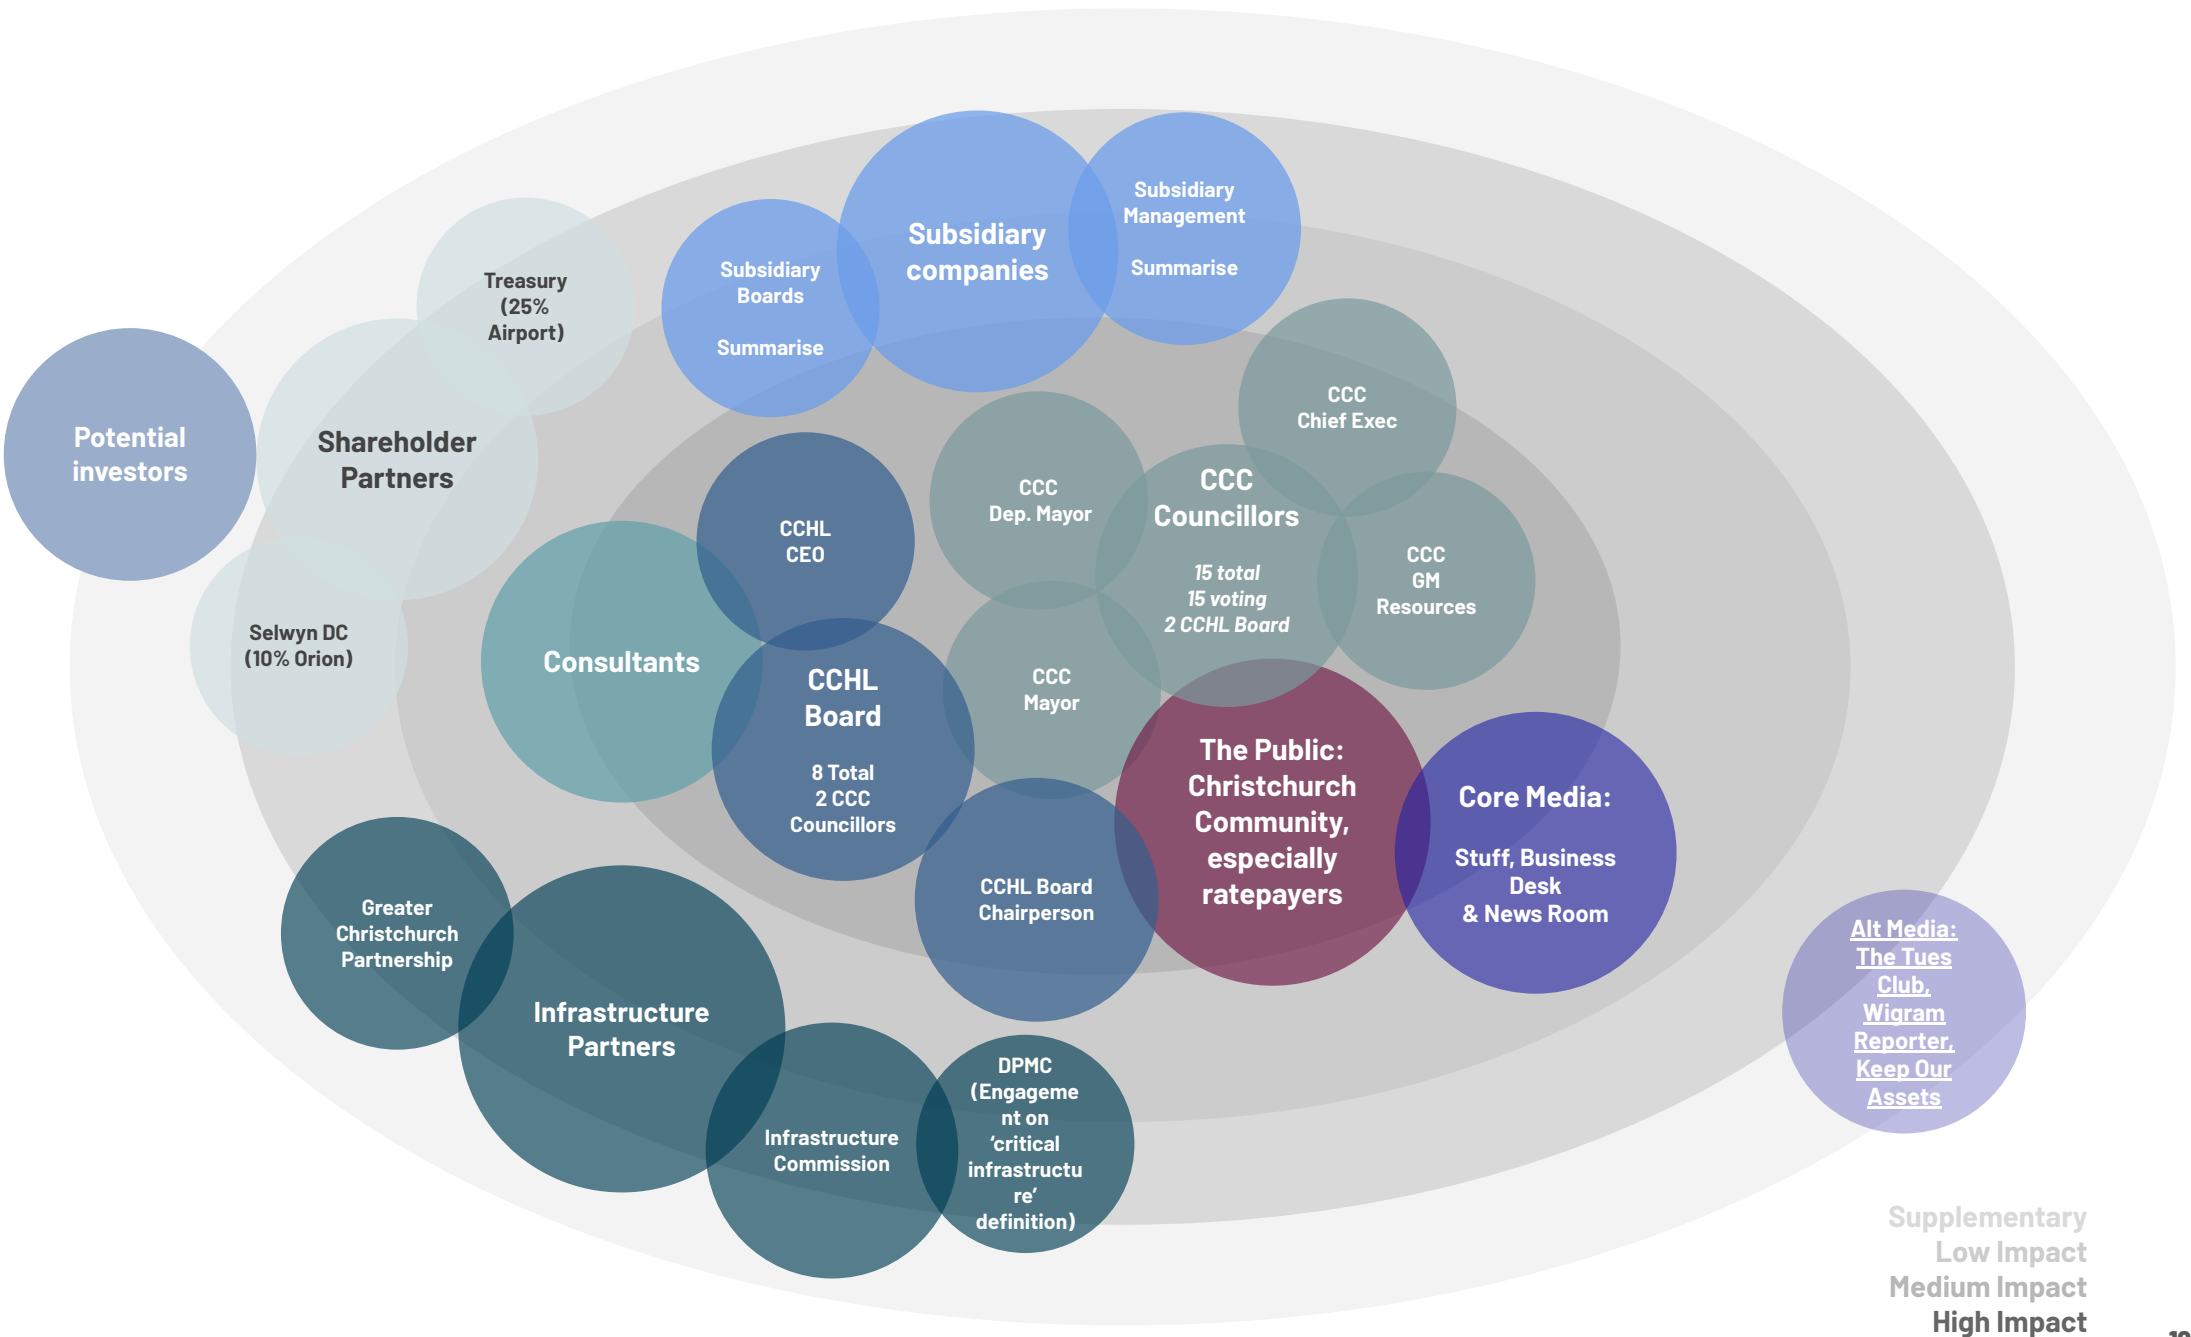 Subsidiary
Management
Summarise
Subsidiary
companies
Subsidiary
Boards
Summarise
Treasury
(25%
Airport)
Potential
investors
Shareholder
Partners
Selwyn DC
(10% Orion)
CCC
Chief Exec
CCC
Dep. Mayor
CCC
Councillors
15 total
15 voting
2 CCHL Board
CCC
GM
Resources
CCHL
CEO
Consultants
CCHL
Board
8 Total
2 CCC
Councillors
CCC
Mayor
The Public:
Christchurch
Community,
especially
ratepayers
Core Media:
Stuff, Business
Desk
& News Room
CCHL Board
Chairperson
Greater
Christchurch
Partnership
Infrastructure
Partners
Infrastructure
Commission
DPMC
(Engageme
nt on
‘critical
infrastructu
re’
definition)
Alt Media:
The Tues
Club,
Wigram
Reporter,
Keep Our
Assets
Supplementary
Low Impact
Medium Impact
High Impact